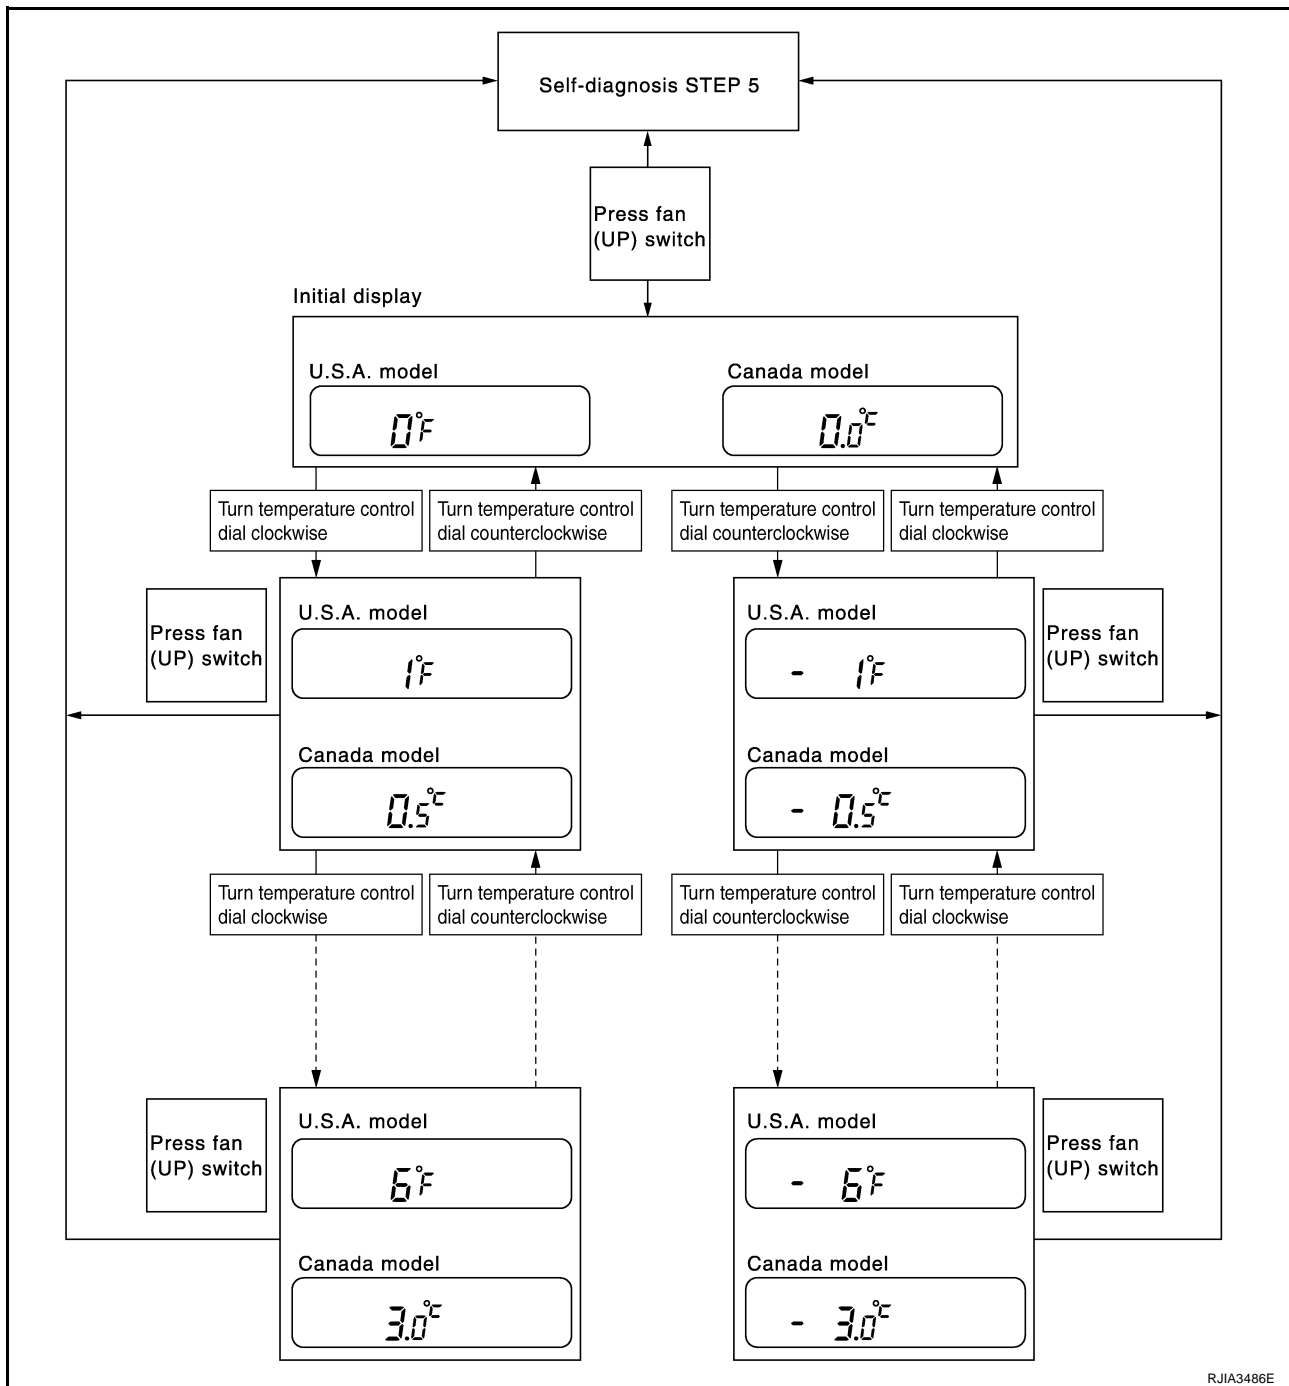 Self-diagnosis STEP 5
Press fan
(UP) switch
Initial display
U.S.A. model
Canada model
0°F
0.0°C
Turn temperature control
dial clockwise
Turn temperature control
dial counterclockwise
Turn temperature control
dial counterclockwise
Turn temperature control
dial clockwise
Press fan
(UP) switch
U.S.A. model
1°F
Canada model
0.5°C
U.S.A. model
- 1°F
Canada model
- 0.5°C
Press fan
(UP) switch
Turn temperature control
dial clockwise
Turn temperature control
dial counterclockwise
Turn temperature control
dial counterclockwise
Turn temperature control
dial clockwise
Press fan
(UP) switch
U.S.A. model
6°F
Canada model
3.0°C
U.S.A. model
- 6°F
Canada model
- 3.0°C
Press fan
(UP) switch
RJIA3486E